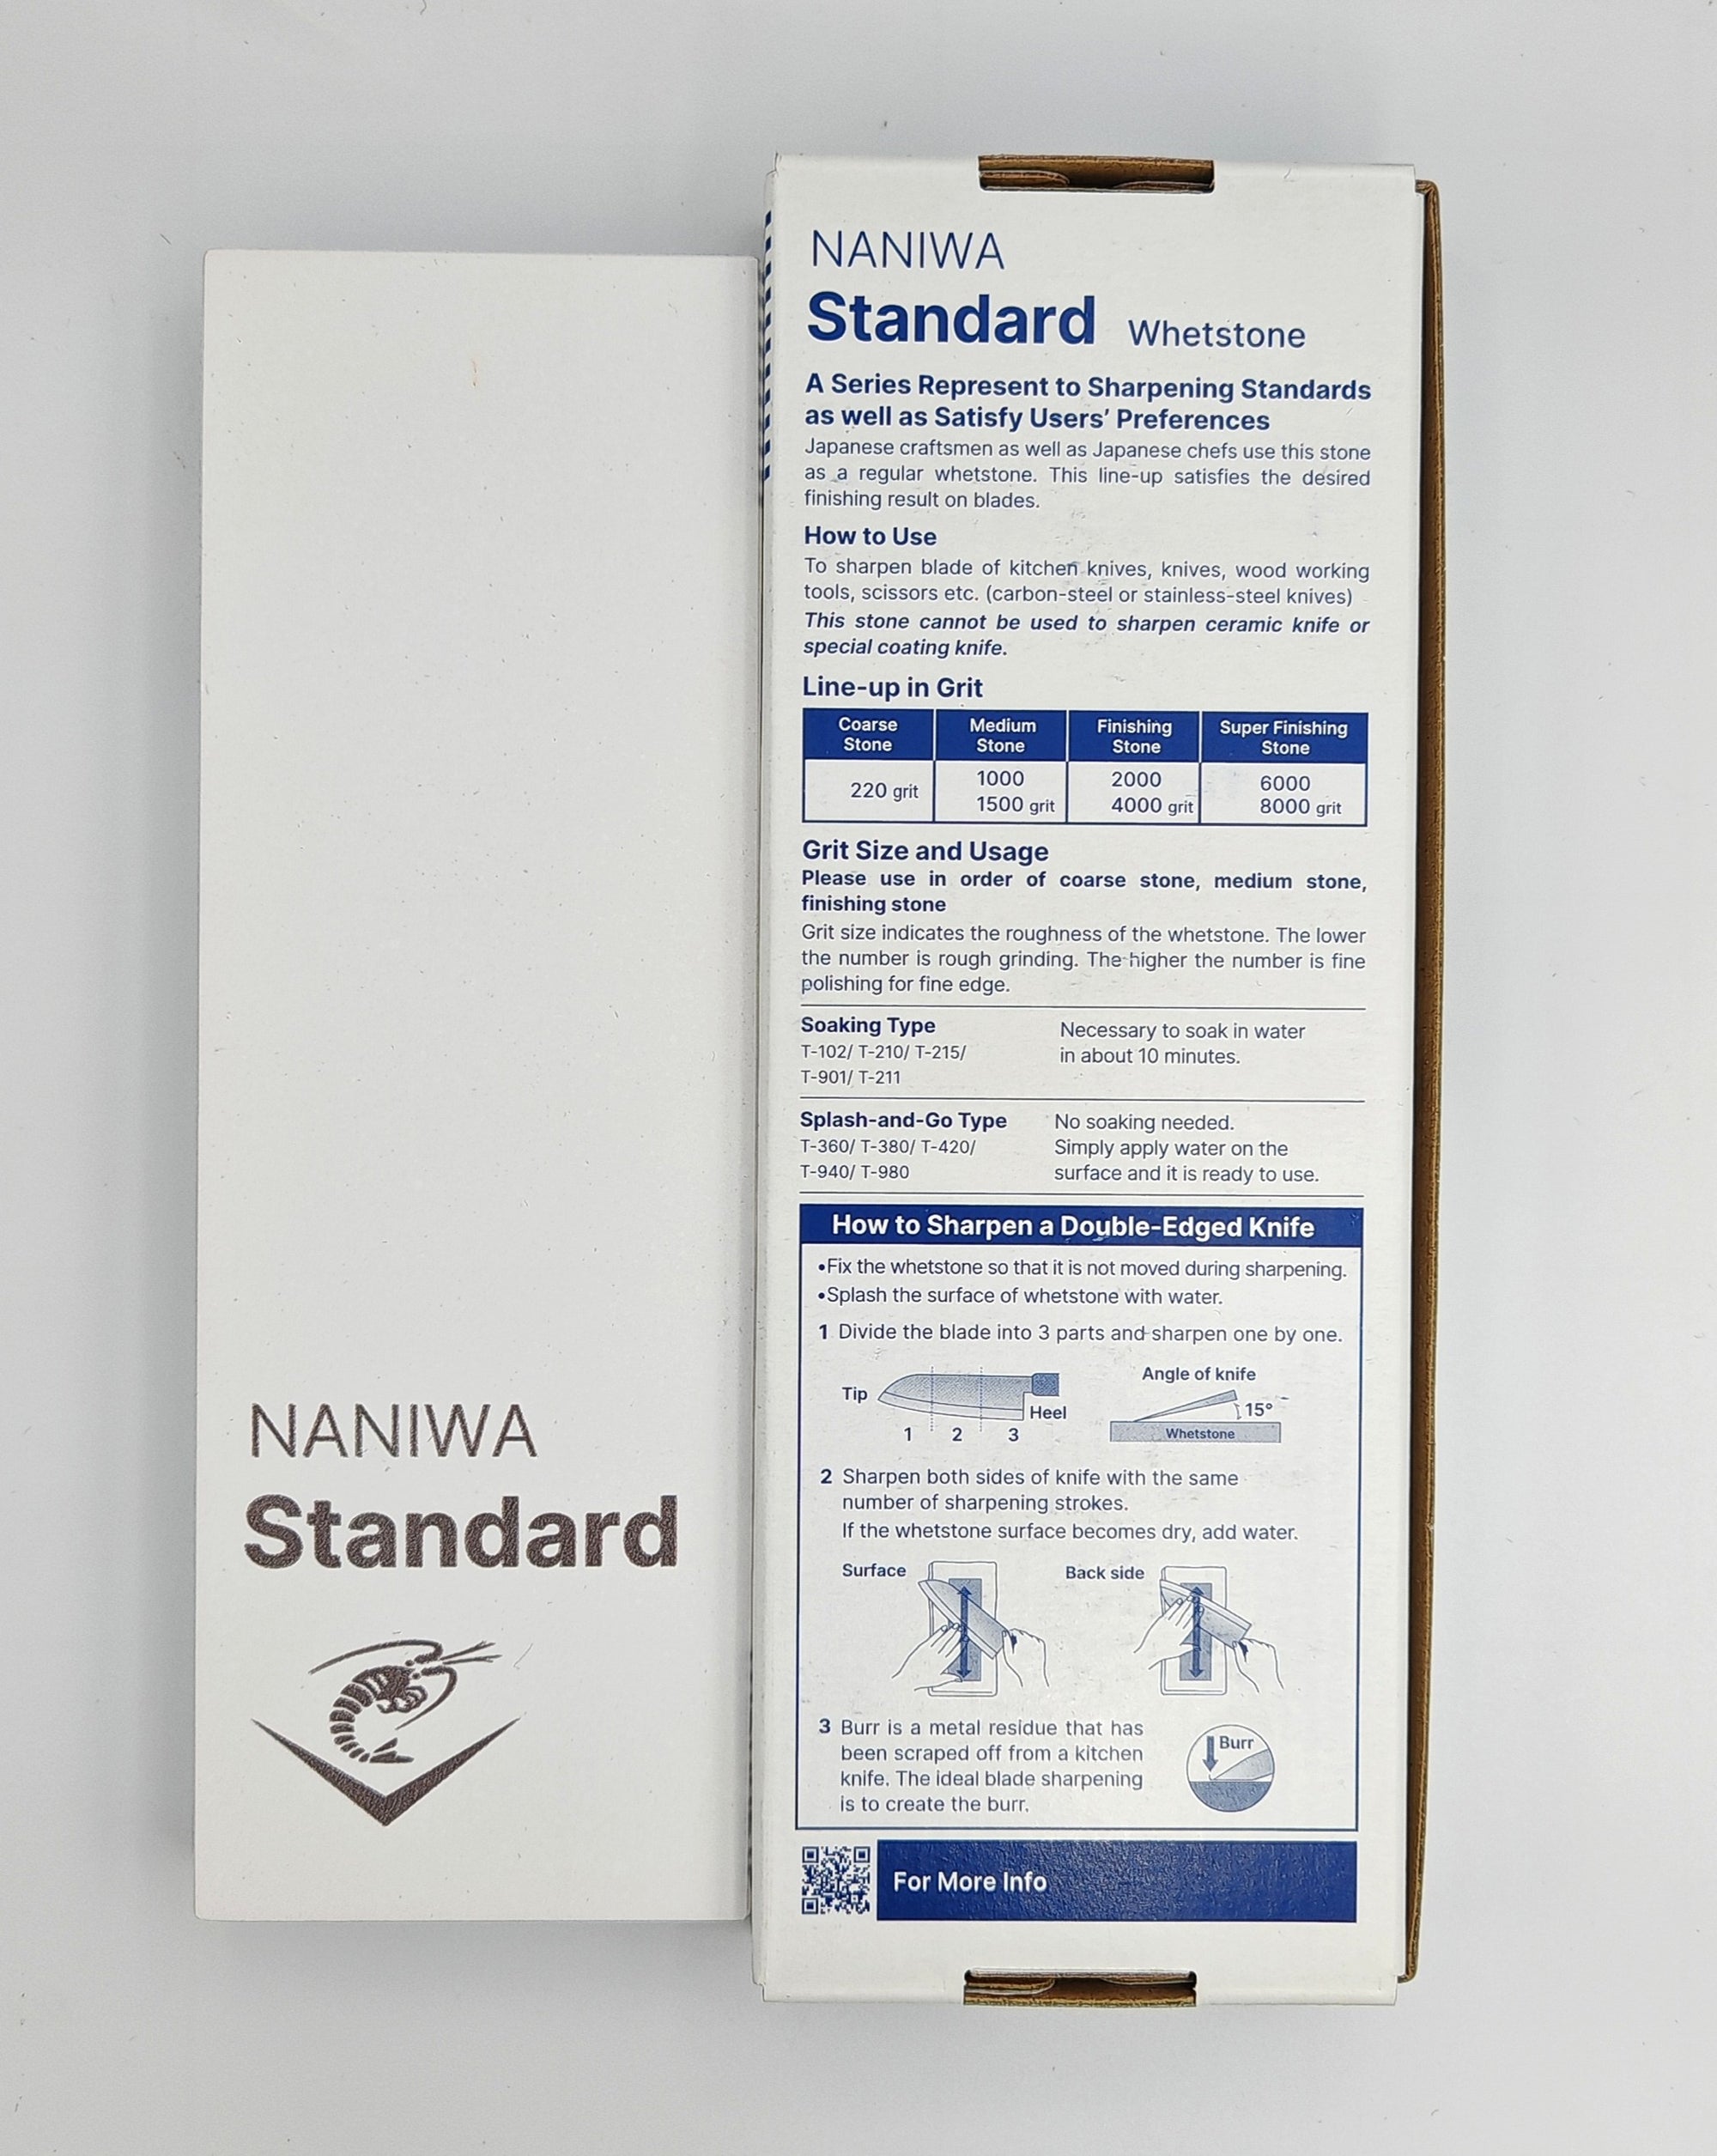 NANIWA
Standard
NANIWA
Standard Whetstone
A Series Represent to Sharpening Standards
as well as Satisfy Users' Preferences
Japanese craftsmen as well as Japanese chefs use this stone
as a regular whetstone. This line-up satisfies the desired
finishing result on blades.
How to Use
To sharpen blade of kitchen knives, knives, wood working
tools, scissors etc. (carbon-steel or stainless-steel knives)
This stone cannot be used to sharpen ceramic knife or
special coating knife.
Line-up in Grit
Coarse Stone Medium Stone Finishing Stone Super Finishing Stone
220 grit 1000 1500 grit 2000 4000 grit 6000 8000 grit
Grit Size and Usage
Please use in order of coarse stone, medium stone,
finishing stone
Grit size indicates the roughness of the whetstone. The lower
the number is rough grinding. The higher the number is fine
polishing for fine edge.
Soaking Type
T-102/ T-210/ T-215/
T-901/ T-211
Necessary to soak in water
in about 10 minutes.
Splash-and-Go Type
T-360/ T-380/ T-420/
T-940/ T-980
No soaking needed.
Simply apply water on the
surface and it is ready to use.
How to Sharpen a Double-Edged Knife
•Fix the whetstone so that it is not moved during sharpening.
•Splash the surface of whetstone with water.
1 Divide the blade into 3 parts and sharpen one by one.
Tip
Heel
1 2 3
Angle of knife
15°
Whetstone
2 Sharpen both sides of knife with the same
number of sharpening strokes.
If the whetstone surface becomes dry, add water.
Surface
Back side
3 Burr is a metal residue that has
been scraped off from a kitchen
knife. The ideal blade sharpening
is to create the burr.
Burr
For More Info